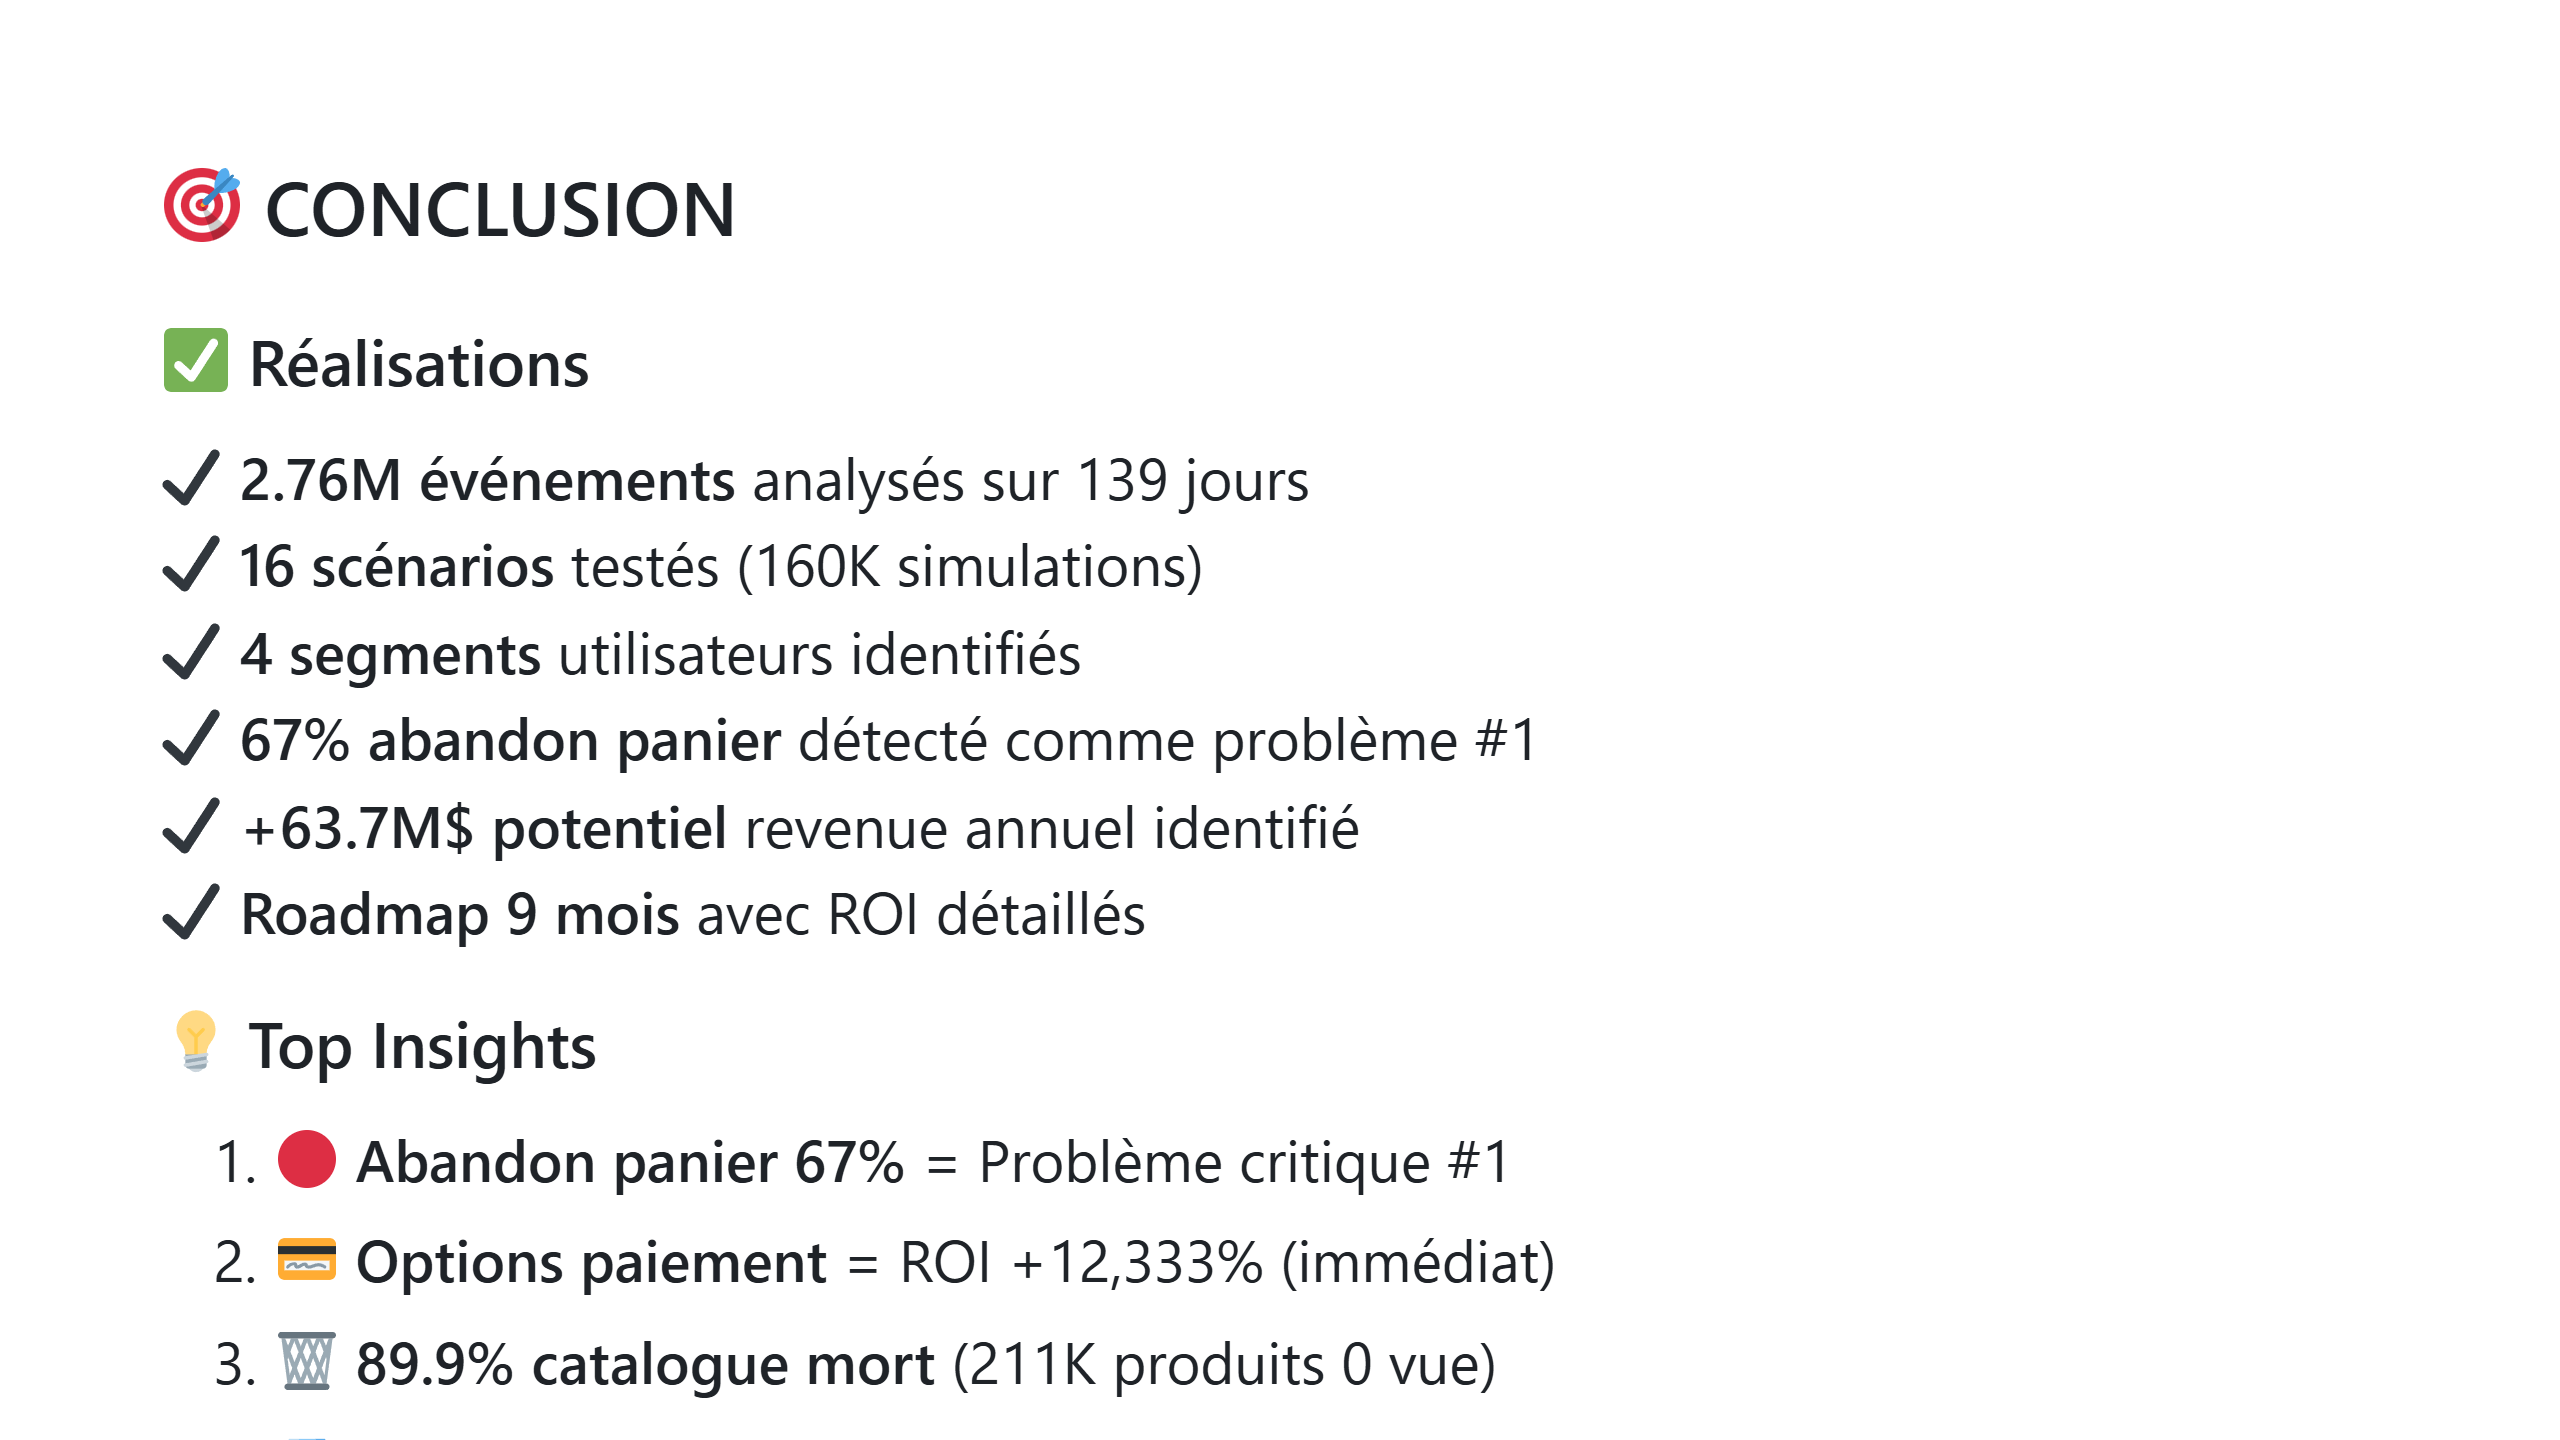 🎯 CONCLUSION
✅ Réalisations
✔ 2.76M événements analysés sur 139 jours
✔ 16 scénarios testés (160K simulations)
✔ 4 segments utilisateurs identifiés
✔ 67% abandon panier détecté comme problème #1
✔ +63.7M$ potentiel revenue annuel identifié
✔ Roadmap 9 mois avec ROI détaillés
💡 Top Insights
1. 🔴 Abandon panier 67% = Problème critique #1
2. 💳 Options paiement = ROI +12,333% (immédiat)
3. 🗑️ 89.9% catalogue mort (211K produits 0 vue)